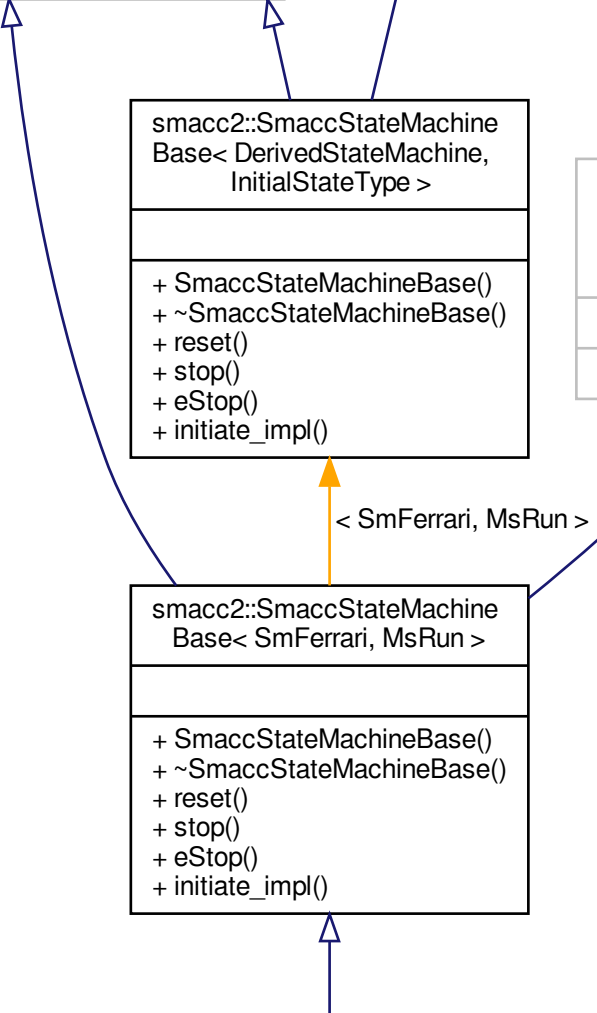 smacc2::SmaccStateMachine
Base< DerivedStateMachine,
InitialStateType >
+ SmaccStateMachineBase()
+ ~SmaccStateMachineBase()
+ reset()
+ stop()
+ eStop()
+ initiate_impl()
< SmFerrari, MsRun >
smacc2::SmaccStateMachine
Base< SmFerrari, MsRun >
+ SmaccStateMachineBase()
+ ~SmaccStateMachineBase()
+ reset()
+ stop()
+ eStop()
+ initiate_impl()